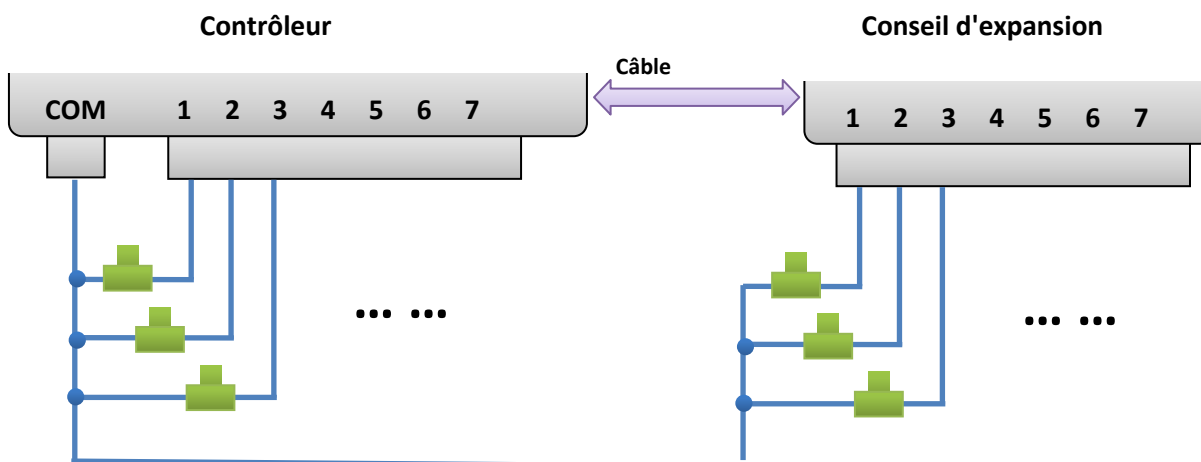 Contrôleur
Conseil d'expansion
Câble
COM 1 2 3 4 5 6 7
1 2 3 4 5 6 7
... ...
... ...